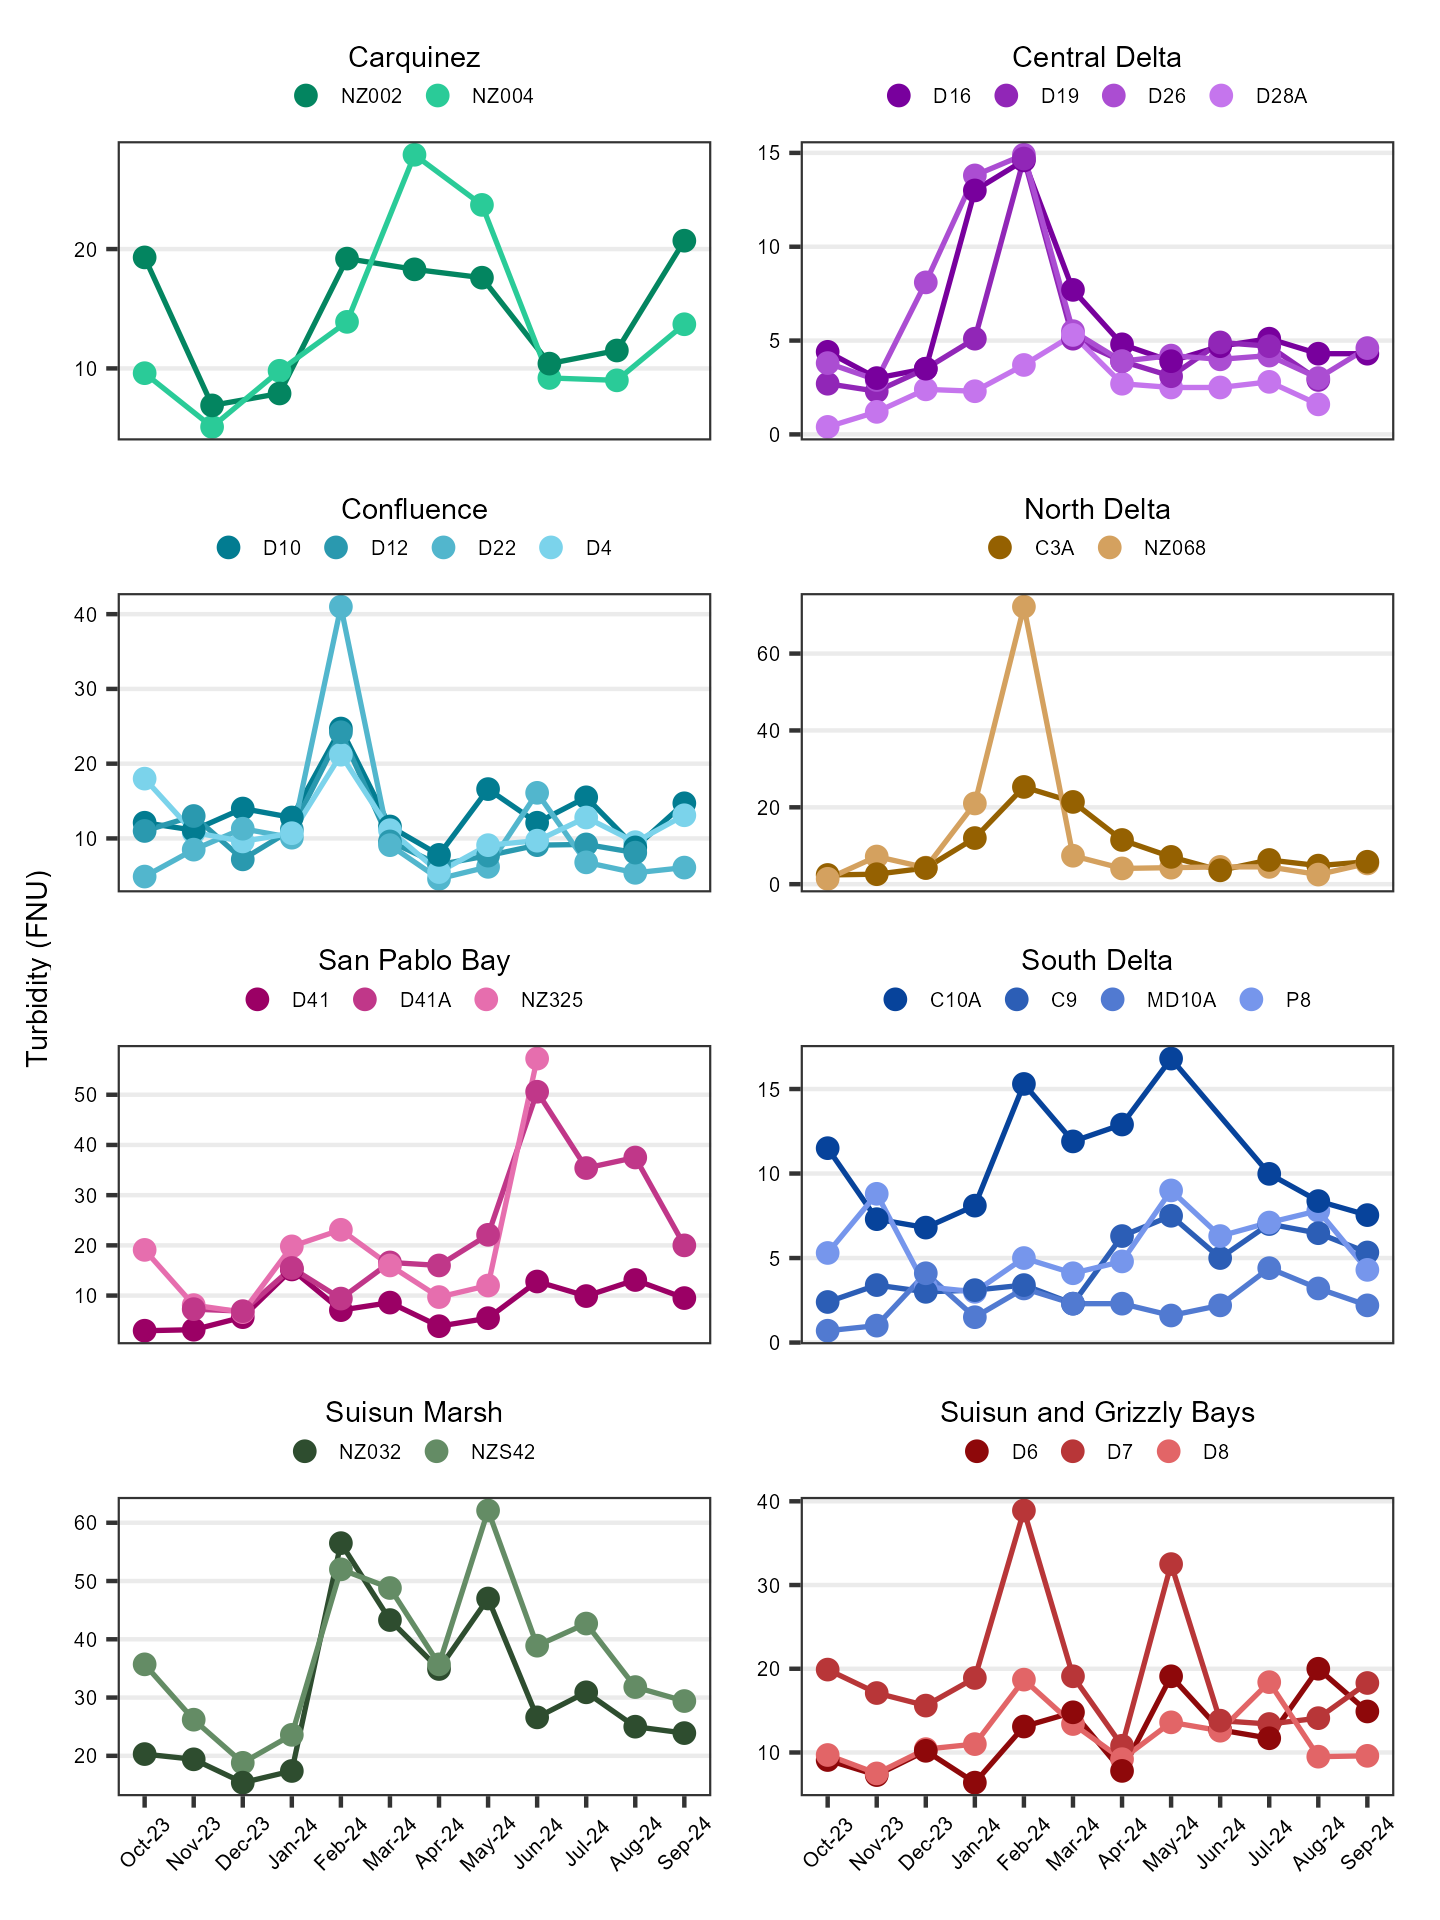 Carquinez
NZ002 NZ004
20
10
Central Delta
D16 D19 D26 D28A
15
10
5
0
Confluence
D10 D12 D22 D4
40
30
20
10
North Delta
C3A NZ068
60
40
20
0
Turbidity (FNU)
San Pablo Bay
D41 D41A NZ325
50
40
30
20
10
South Delta
C10A C9 MD10A P8
15
10
5
0
Suisun Marsh
NZ032 NZS42
60
50
40
30
20
Oct-23 Nov-23 Dec-23 Jan-24 Feb-24 Mar-24 Apr-24 May-24 Jun-24 Jul-24 Aug-24 Sep-24
Suisun and Grizzly Bays
D6 D7 D8
40
30
20
10
Oct-23 Nov-23 Dec-23 Jan-24 Feb-24 Mar-24 Apr-24 May-24 Jun-24 Jul-24 Aug-24 Sep-24